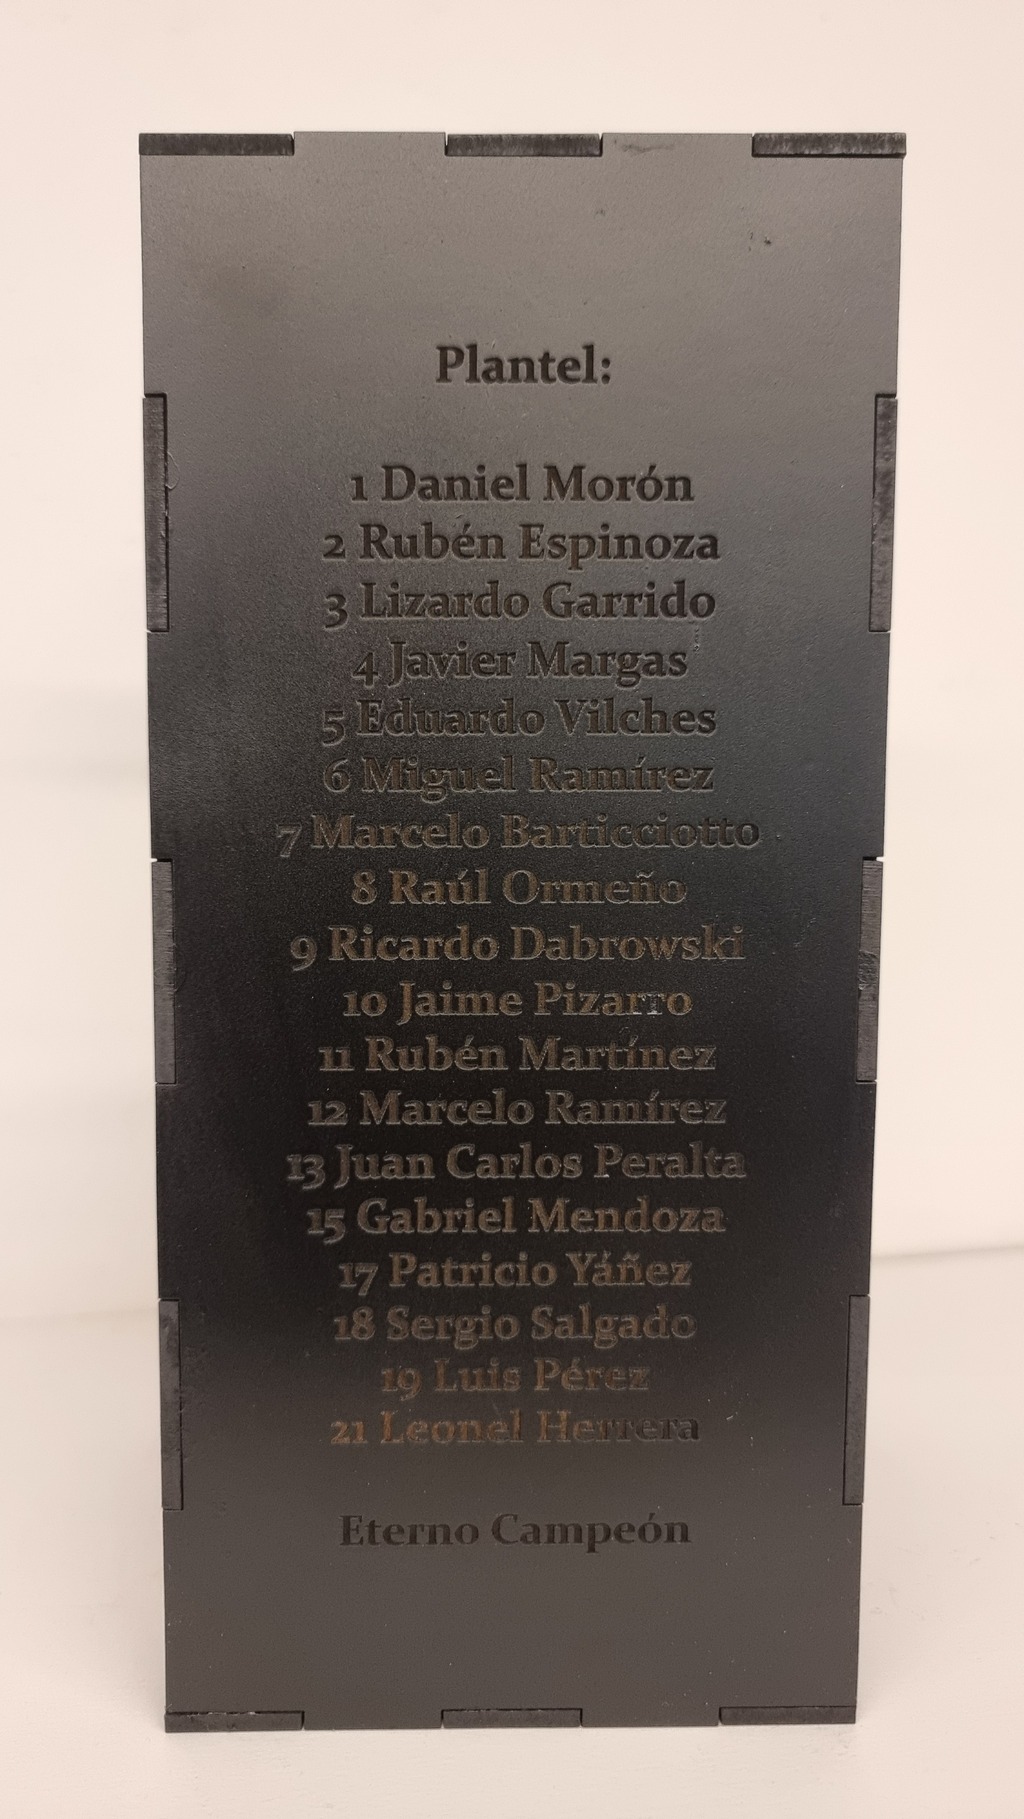 Plantel:
1 Daniel Morón
2 Rubén Espinoza
3 Lizardo Garrido
4 Javier Margas
5 Eduardo Vilches
6 Miguel Ramírez
7 Marcelo Barticciotto
8 Raúl Ormeño
9 Ricardo Dabrowski
10 Jaime Pizarro
11 Rubén Martínez
12 Marcelo Ramírez
13 Juan Carlos Peralta
15 Gabriel Mendoza
17 Patricio Yáñez
18 Sergio Salgado
19 Luis Pérez
21 Leonel Herrera
Eterno Campeón